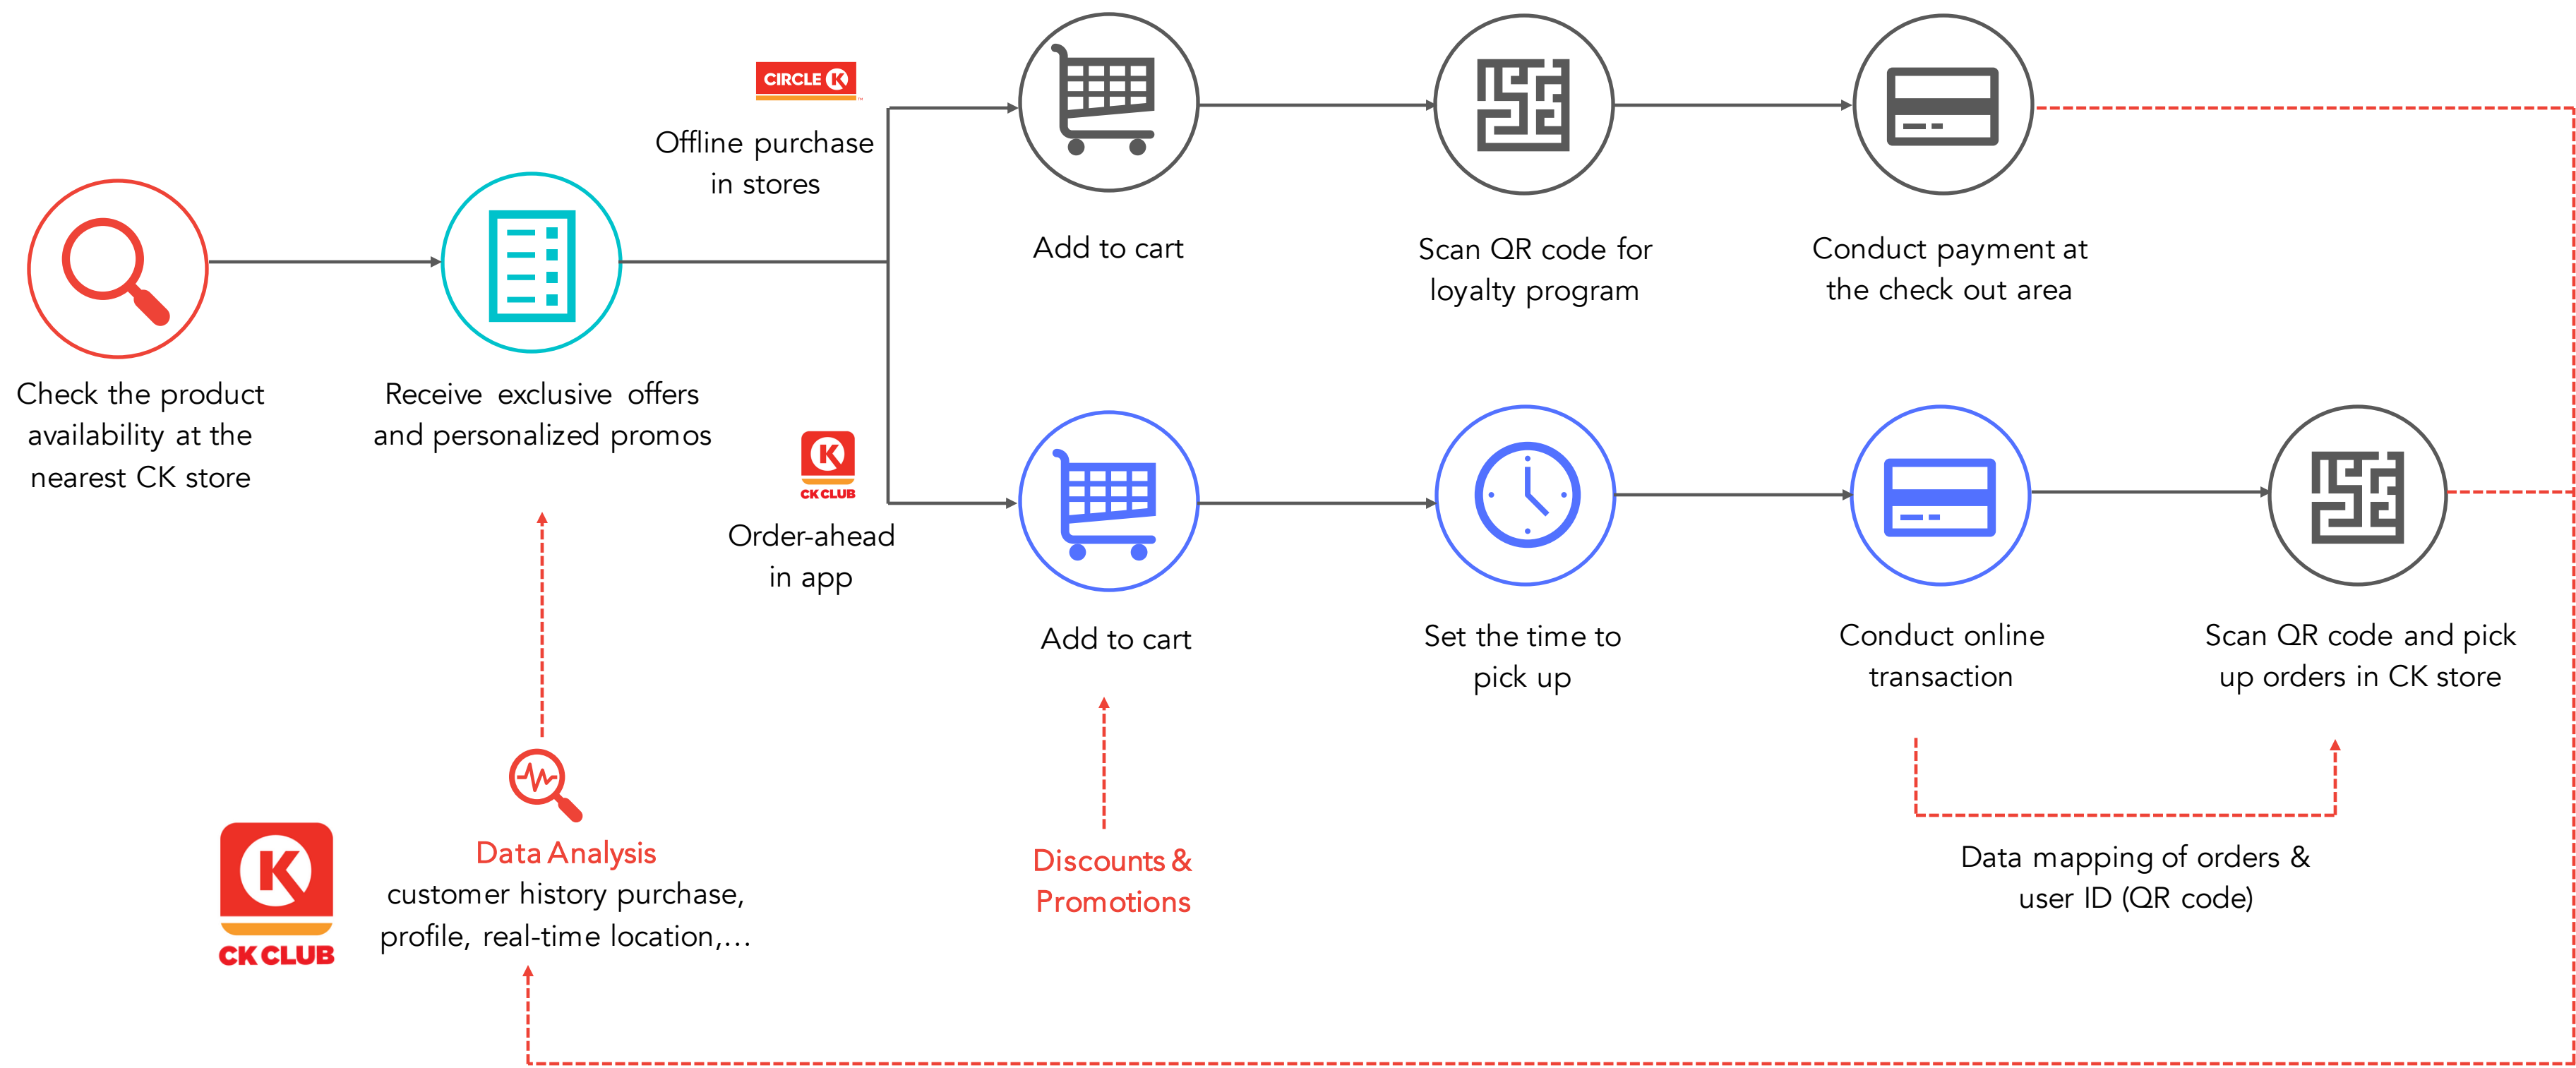 CIRCLE K
Offline purchase
in stores
Add to cart
Scan QR code for
loyalty program
Conduct payment at
the check out area
Check the product
availability at the
nearest CK store
Receive exclusive offers
and personalized promos
K
CK CLUB
Order-ahead
in app
Add to cart
Set the time to
pick up
Conduct online
transaction
Scan QR code and pick
up orders in CK store
K
CK CLUB
Data Analysis
customer history purchase,
profile, real-time location,...
Discounts &
Promotions
Data mapping of orders &
user ID (QR code)